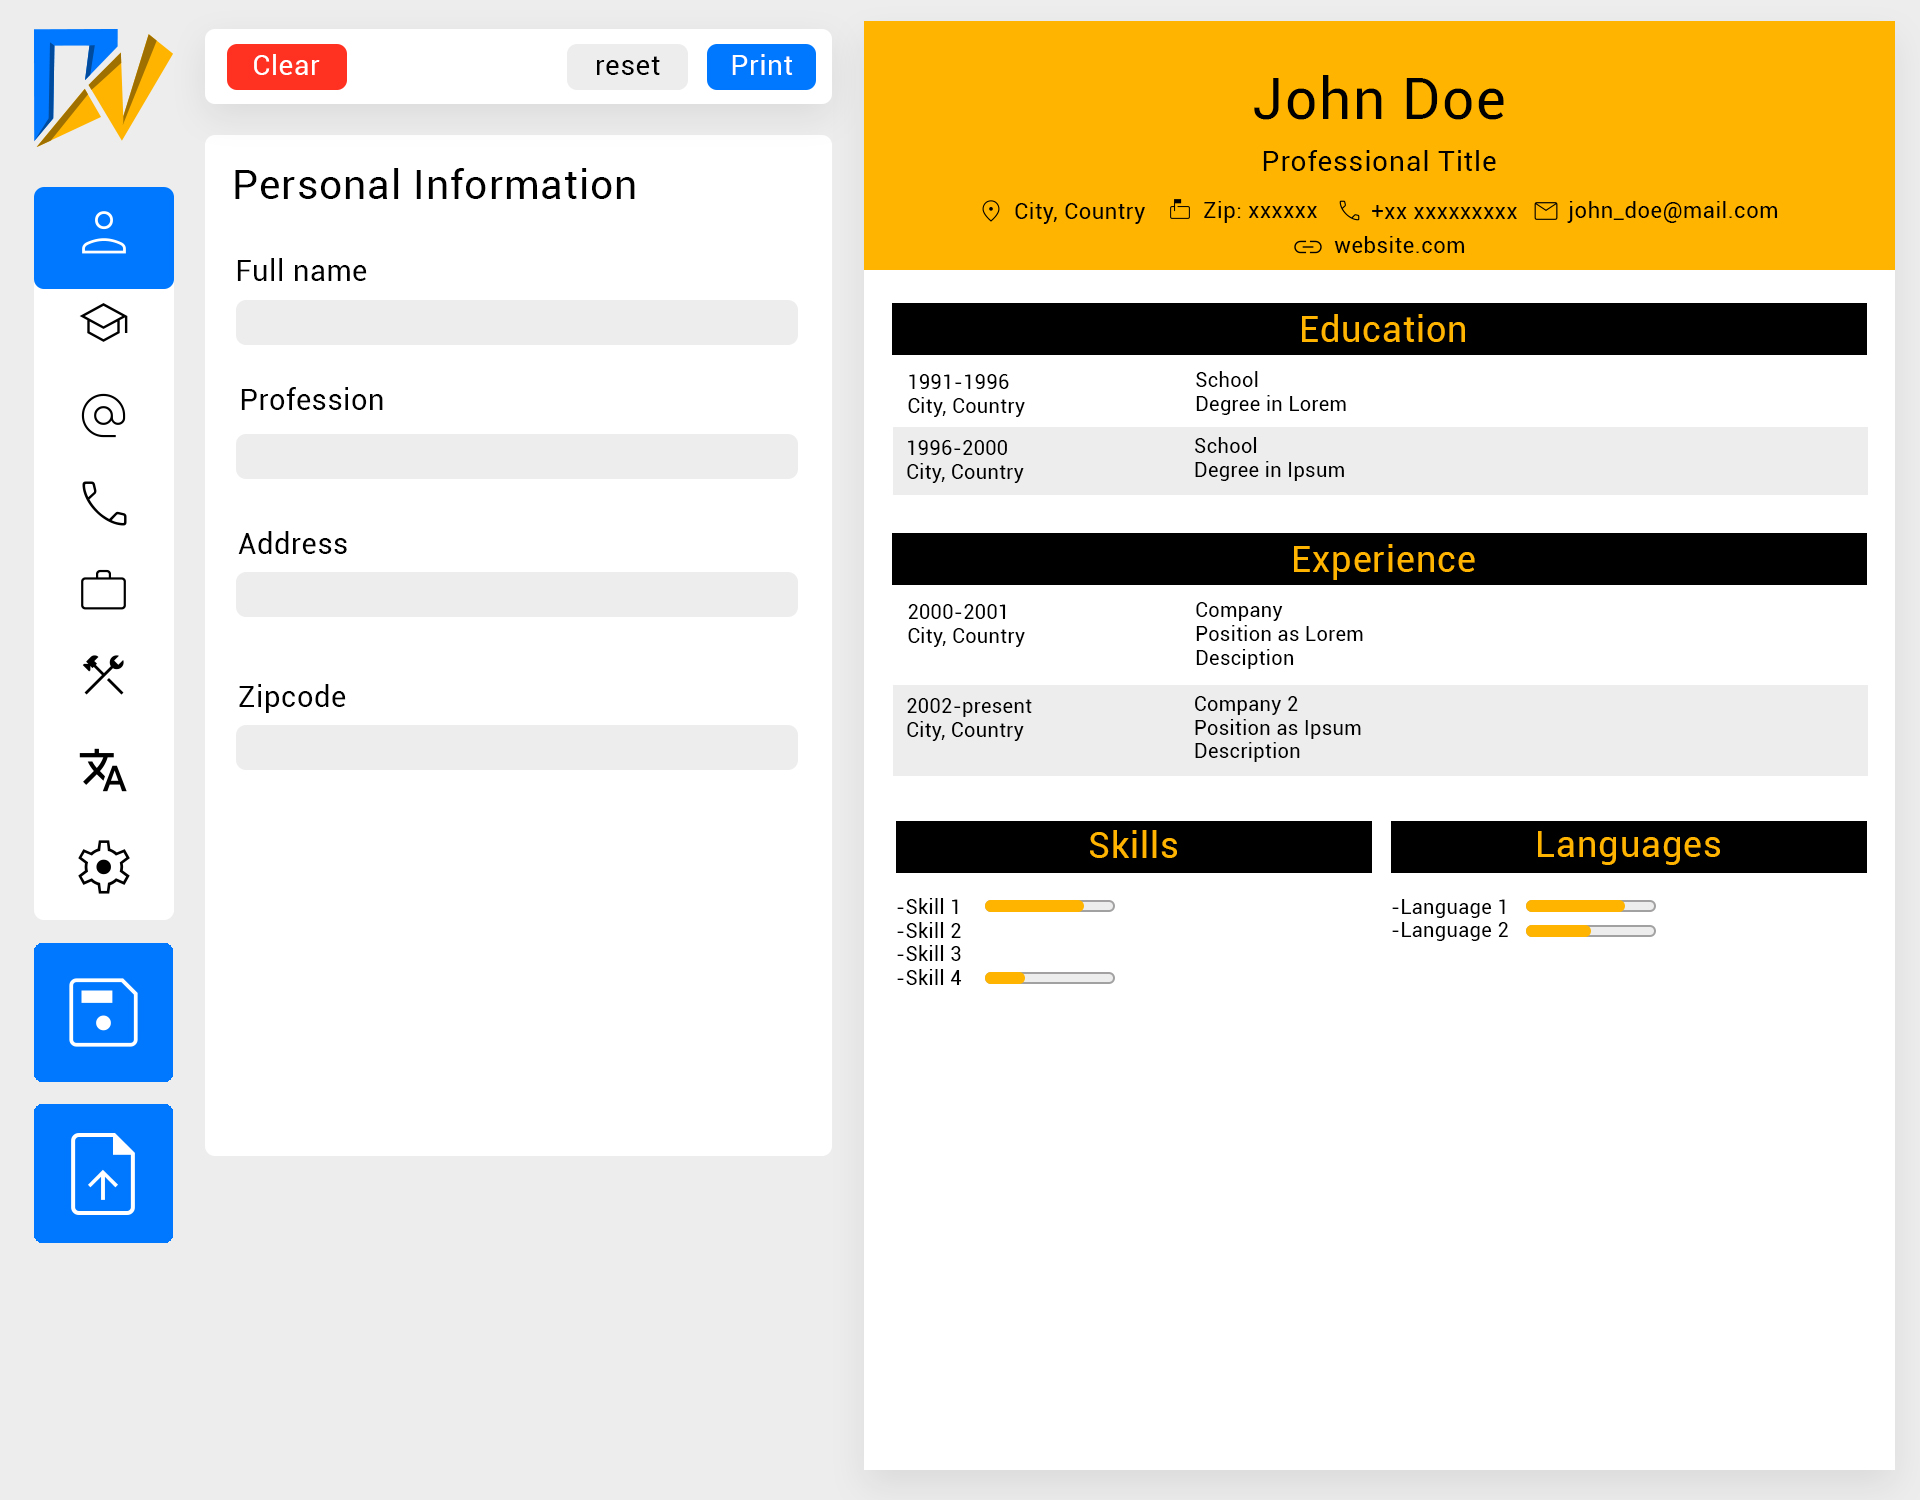 Clear
reset
Print
Personal Information
Full name
Profession
Address
Zipcode
John Doe
Professional Title
City, Country Zip: xxxxxx +xx xxxxxxxxx john_doe@mail.com
website.com
Education
1991-1996 School
City, Country Degree in Lorem
1996-2000 School
City, Country Degree in Ipsum
Experience
2000-2001 Company
City, Country Position as Lorem
Desciption
2002-present Company 2
City, Country Position as Ipsum
Description
Skills
-Skill 1
-Skill 2
-Skill 3
-Skill 4
Languages
-Language 1
-Language 2